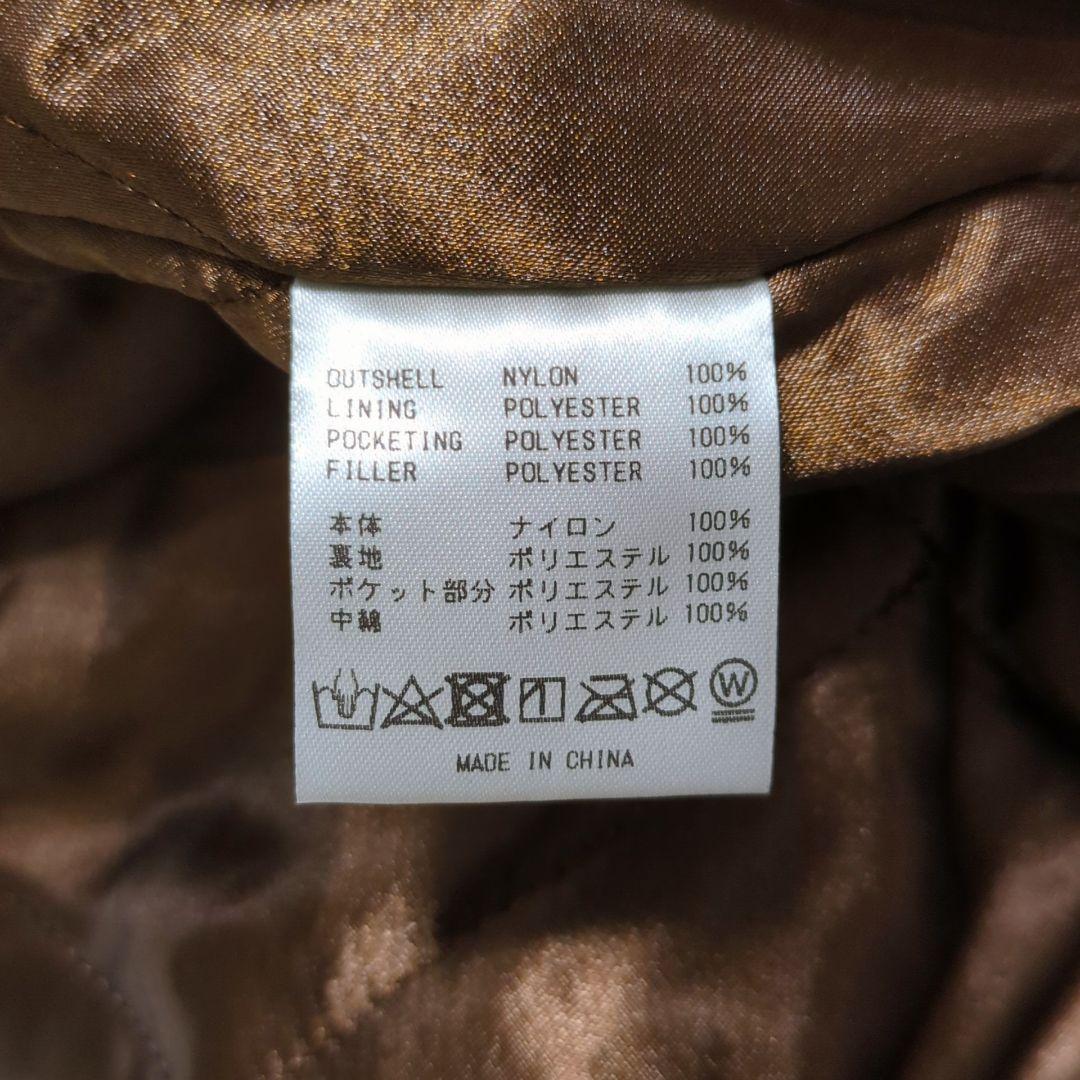 OUTSHELL NYLON 100%
LINING POLYESTER 100%
POCKETING POLYESTER 100%
FILLER POLYESTER 100%
本体 ナイロン 100%
裏地 ポリエステル 100%
ポケット部分 ポリエステル 100%
中綿 ポリエステル 100%
W
MADE IN CHINA